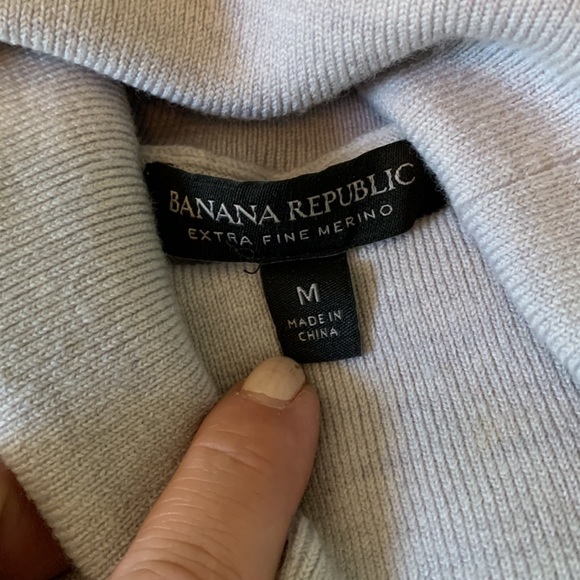 BANANA REPUBLIC
EXTRA FINE MERINO
M
MADE IN
CHINA